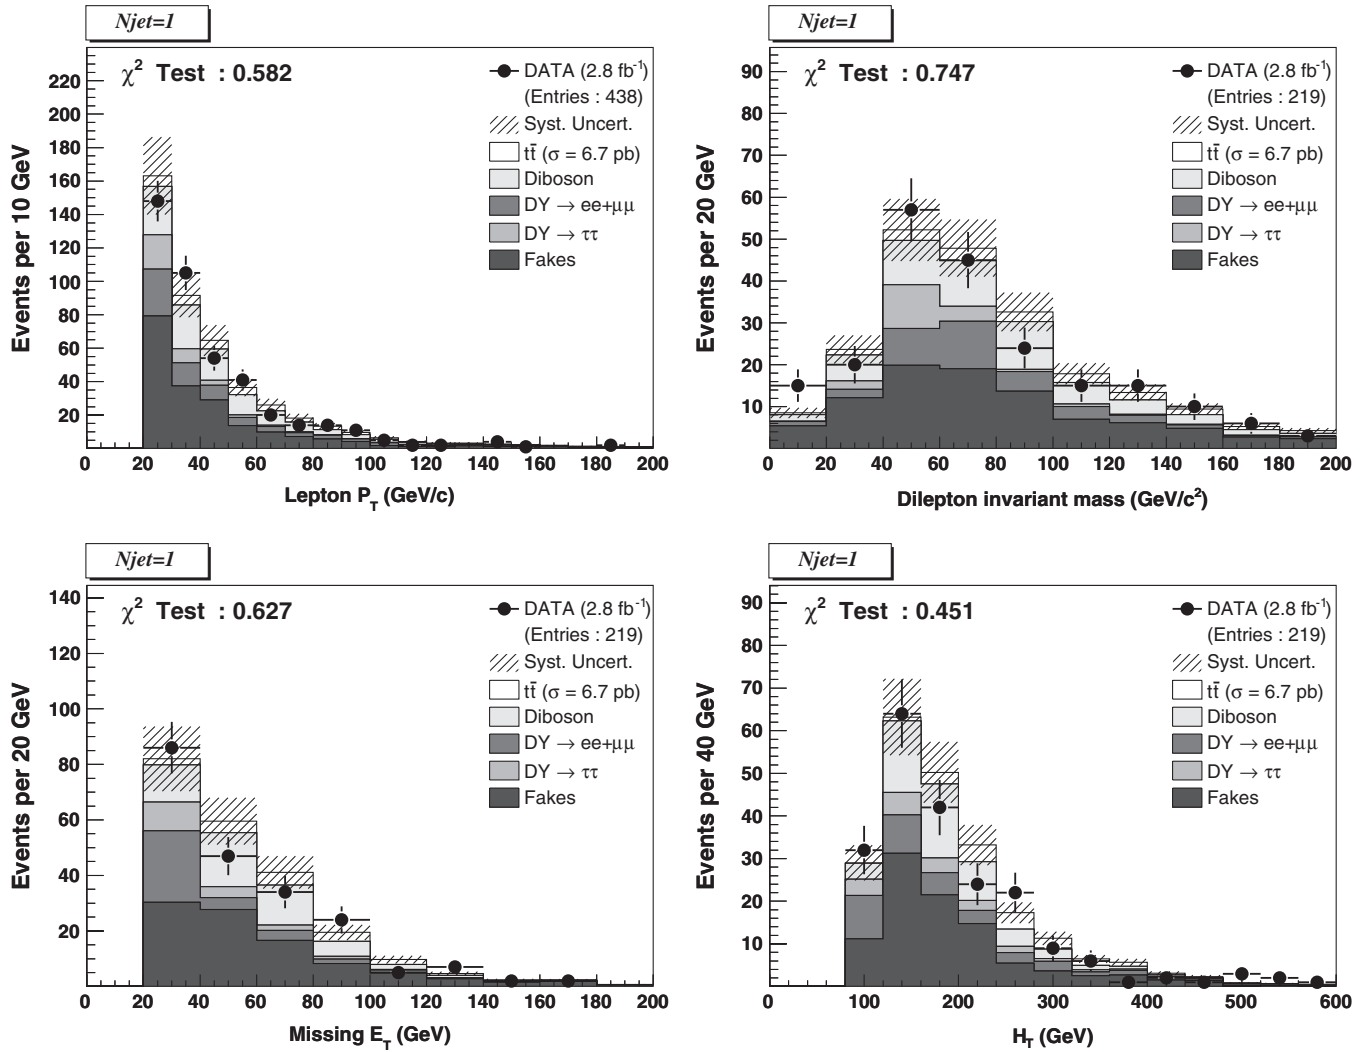 Njet=1
χ² Test : 0.582
DATA (2.8 fb⁻¹)
(Entries : 438)
Syst. Uncert.
tt̄ (σ = 6.7 pb)
Diboson
DY → ee+μμ
DY → ττ
Fakes
Events per 10 GeV
220
200
180
160
140
120
100
80
60
40
20
0 20 40 60 80 100 120 140 160 180 200
Lepton P_T (GeV/c)
Njet=1
χ² Test : 0.747
DATA (2.8 fb⁻¹)
(Entries : 219)
Syst. Uncert.
tt̄ (σ = 6.7 pb)
Diboson
DY → ee+μμ
DY → ττ
Fakes
Events per 20 GeV
90
80
70
60
50
40
30
20
10
0 20 40 60 80 100 120 140 160 180 200
Dilepton invariant mass (GeV/c²)
Njet=1
χ² Test : 0.627
DATA (2.8 fb⁻¹)
(Entries : 219)
Syst. Uncert.
tt̄ (σ = 6.7 pb)
Diboson
DY → ee+μμ
DY → ττ
Fakes
Events per 20 GeV
140
120
100
80
60
40
20
0 20 40 60 80 100 120 140 160 180 200
Missing E_T (GeV)
Njet=1
χ² Test : 0.451
DATA (2.8 fb⁻¹)
(Entries : 219)
Syst. Uncert.
tt̄ (σ = 6.7 pb)
Diboson
DY → ee+μμ
DY → ττ
Fakes
Events per 40 GeV
90
80
70
60
50
40
30
20
10
0 100 200 300 400 500 600
H_T (GeV)